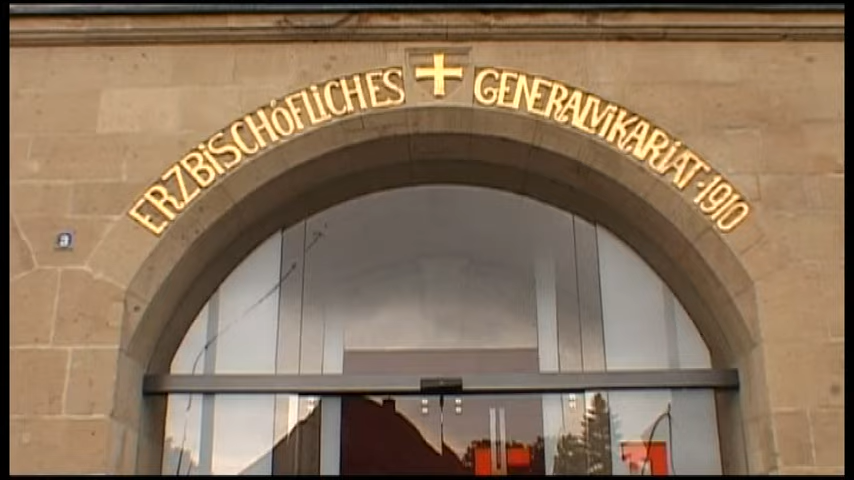 ERZBISCHÖFLICHES + GENERALVIKARIAT · 1910